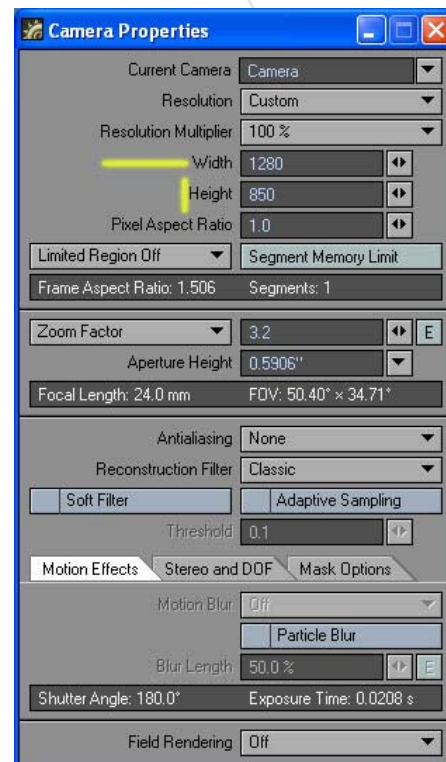 Camera Properties
Current Camera Camera
Resolution Custom
Resolution Multiplier 100 %
Width 1280
Height 850
Pixel Aspect Ratio 1.0
Limited Region Off Segment Memory Limit
Frame Aspect Ratio: 1.506 Segments: 1
Zoom Factor 3.2 E
Aperture Height 0.5906"
Focal Length: 24.0 mm FOV: 50.40° × 34.71°
Antialiasing None
Reconstruction Filter Classic
Soft Filter Adaptive Sampling
Threshold 0.1
Motion Effects Stereo and DOF Mask Options
Motion Blur Off
Particle Blur
Blur Length 50.0 % E
Shutter Angle: 180.0° Exposure Time: 0.0208 s
Field Rendering Off